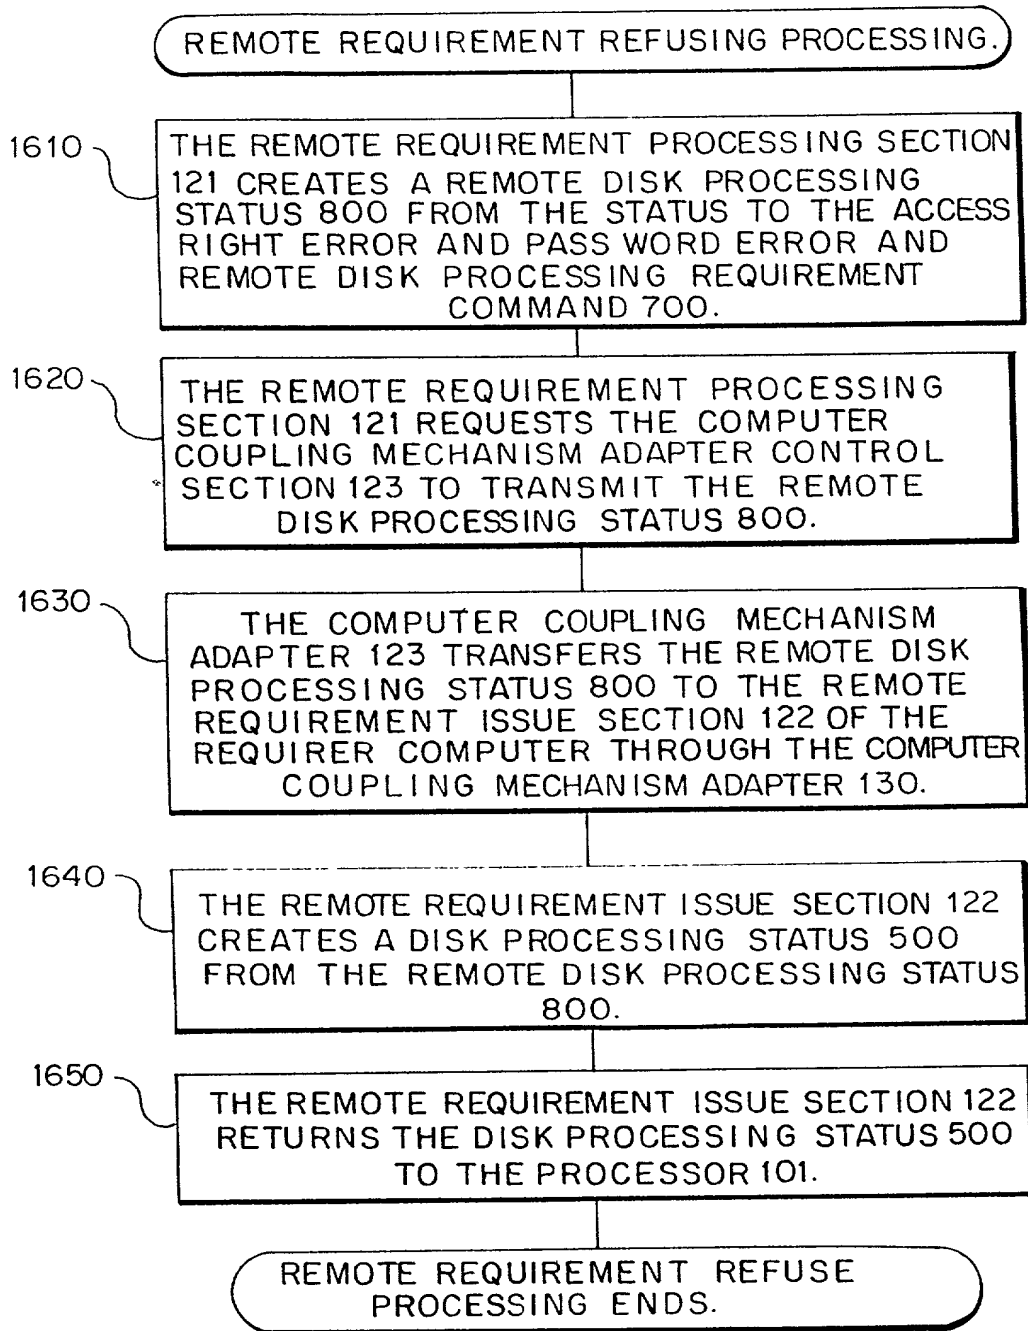 REMOTE REQUIREMENT REFUSING PROCESSING.
1610
THE REMOTE REQUIREMENT PROCESSING SECTION
121 CREATES A REMOTE DISK PROCESSING
STATUS 800 FROM THE STATUS TO THE ACCESS
RIGHT ERROR AND PASS WORD ERROR AND
REMOTE DISK PROCESSING REQUIREMENT
COMMAND 700.
1620
THE REMOTE REQUIREMENT PROCESSING
SECTION 121 REQUESTS THE COMPUTER
COUPLING MECHANISM ADAPTER CONTROL
SECTION 123 TO TRANSMIT THE REMOTE
DISK PROCESSING STATUS 800.
1630
THE COMPUTER COUPLING MECHANISM
ADAPTER 123 TRANSFERS THE REMOTE DISK
PROCESSING STATUS 800 TO THE REMOTE
REQUIREMENT ISSUE SECTION 122 OF THE
REQUIRER COMPUTER THROUGH THE COMPUTER
COUPLING MECHANISM ADAPTER 130.
1640
THE REMOTE REQUIREMENT ISSUE SECTION 122
CREATES A DISK PROCESSING STATUS 500
FROM THE REMOTE DISK PROCESSING STATUS
800.
1650
THE REMOTE REQUIREMENT ISSUE SECTION 122
RETURNS THE DISK PROCESSING STATUS 500
TO THE PROCESSOR 101.
REMOTE REQUIREMENT REFUSE
PROCESSING ENDS.